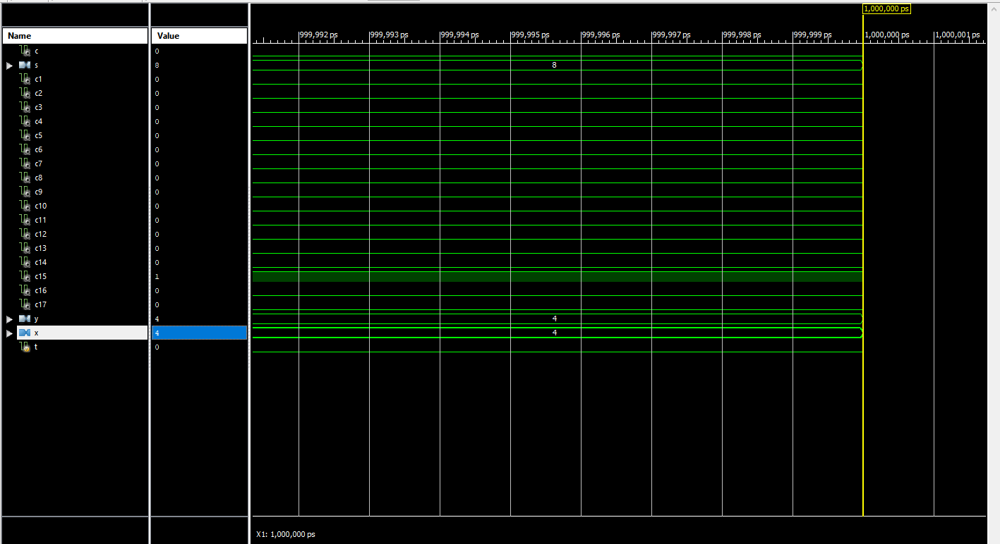 1,000,000 ps
Name Value
999,992 ps 999,993 ps 999,994 ps 999,995 ps 999,996 ps 999,997 ps 999,998 ps 999,999 ps 1,000,000 ps 1,000,001 ps
c 0
s 8 8
c1 0
c2 0
c3 0
c4 0
c5 0
c6 0
c7 0
c8 0
c9 0
c10 0
c11 0
c12 0
c13 0
c14 0
c15 1
c16 0
c17 0
y 4 4
x 4 4
t 0
X1: 1,000,000 ps